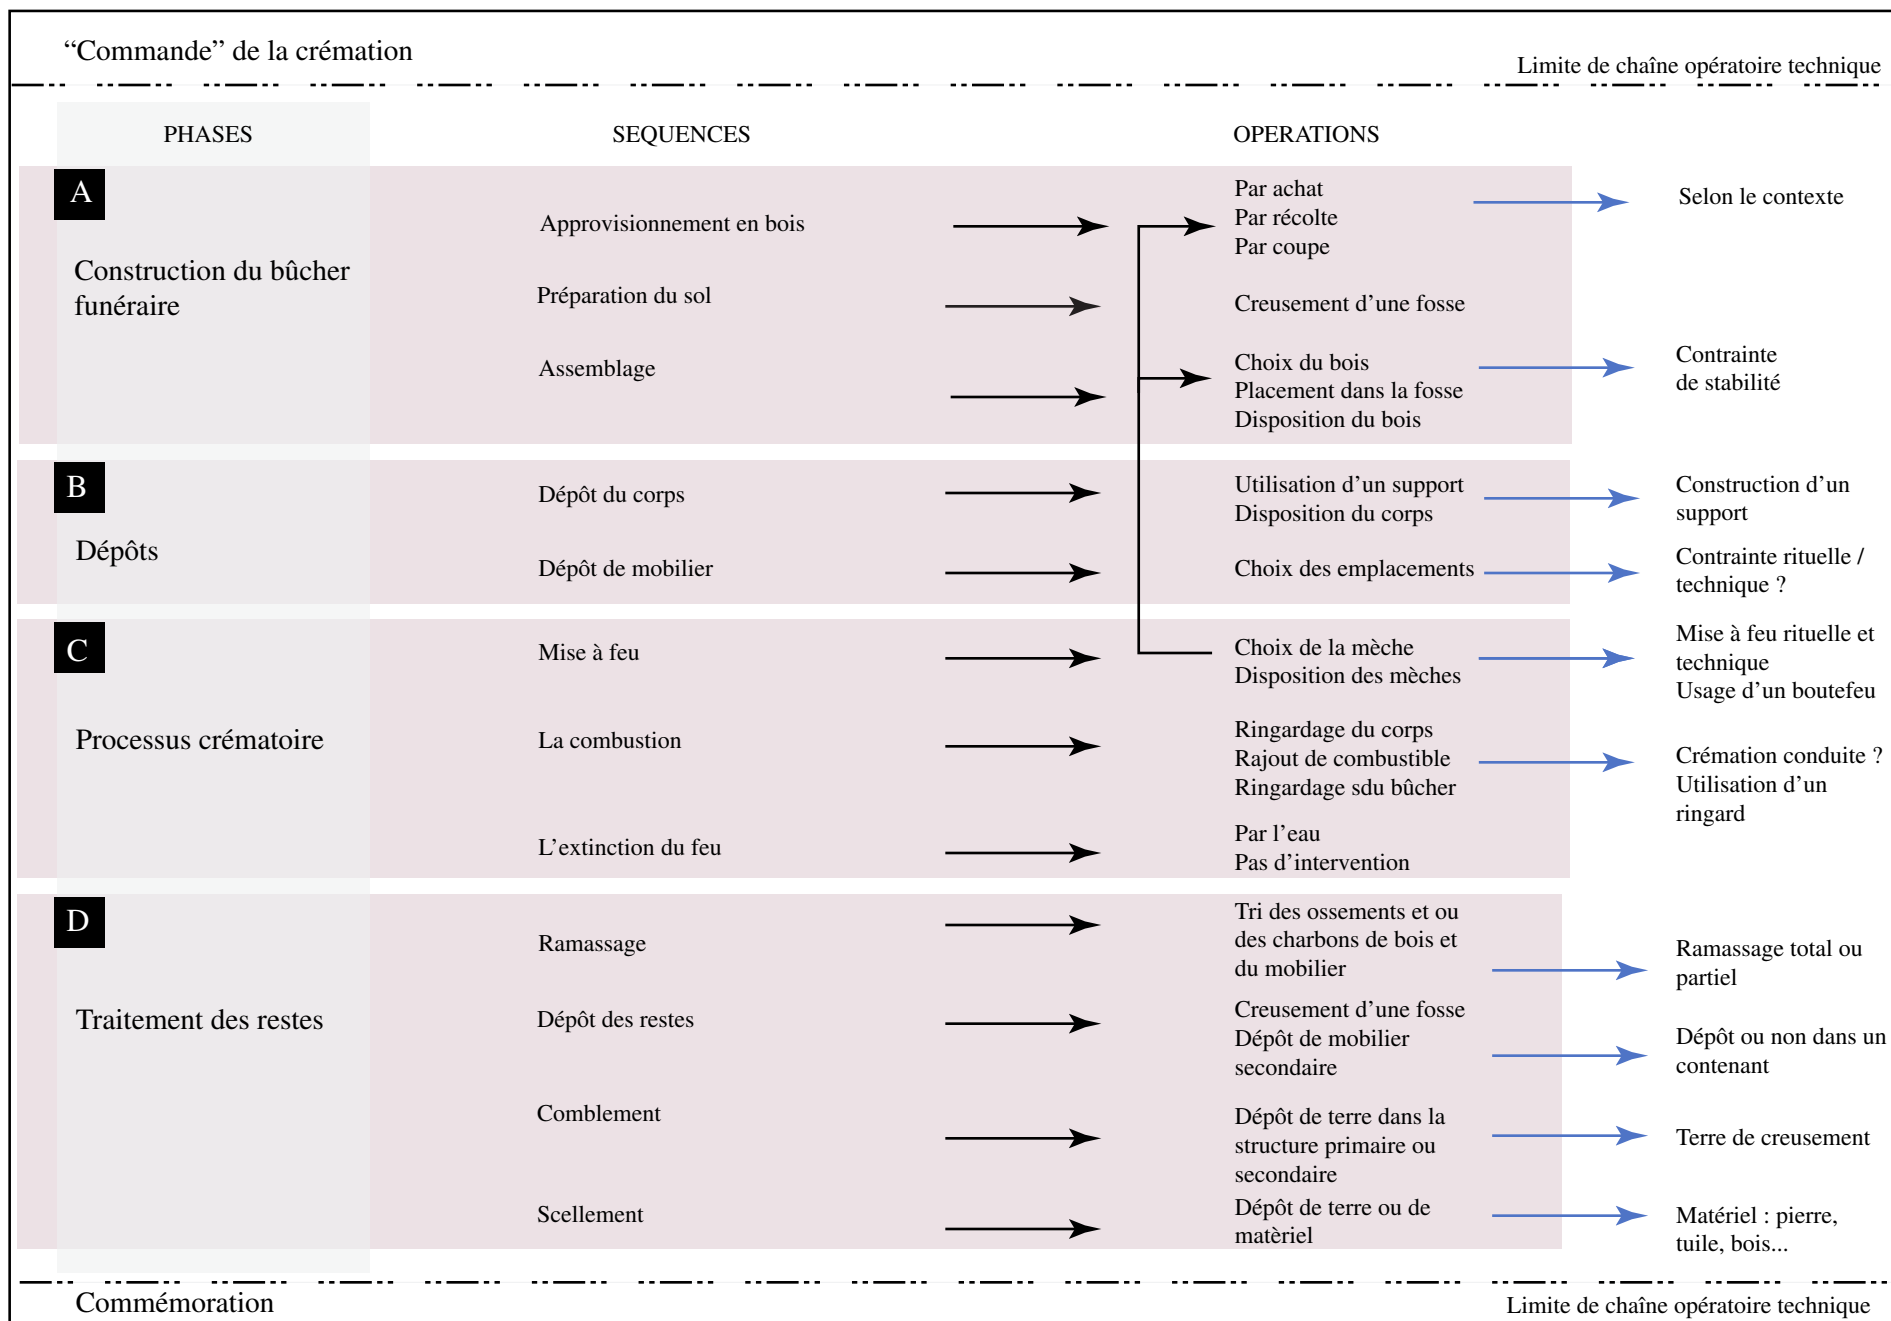 “Commande” de la crémation
Limite de chaîne opératoire technique
PHASES
SEQUENCES
OPERATIONS
A
Construction du bûcher
funéraire
Approvisionnement en bois
Par achat
Par récolte
Par coupe
Selon le contexte
Préparation du sol
Creusement d’une fosse
Assemblage
Choix du bois
Placement dans la fosse
Disposition du bois
Contrainte
de stabilité
B
Dépôts
Dépôt du corps
Utilisation d’un support
Disposition du corps
Construction d’un
support
Dépôt de mobilier
Choix des emplacements
Contrainte rituelle /
technique ?
C
Processus crématoire
Mise à feu
Choix de la mèche
Disposition des mèches
Mise à feu rituelle et
technique
Usage d’un boutefeu
La combustion
Ringardage du corps
Rajout de combustible
Ringardage sdu bûcher
Crémation conduite ?
Utilisation d’un
ringard
L’extinction du feu
Par l’eau
Pas d’intervention
D
Traitement des restes
Ramassage
Tri des ossements et ou
des charbons de bois et
du mobilier
Ramassage total ou
partiel
Dépôt des restes
Creusement d’une fosse
Dépôt de mobilier
secondaire
Dépôt ou non dans un
contenant
Comblement
Dépôt de terre dans la
structure primaire ou
secondaire
Terre de creusement
Scellement
Dépôt de terre ou de
matèriel
Matériel : pierre,
tuile, bois...
Commémoration
Limite de chaîne opératoire technique